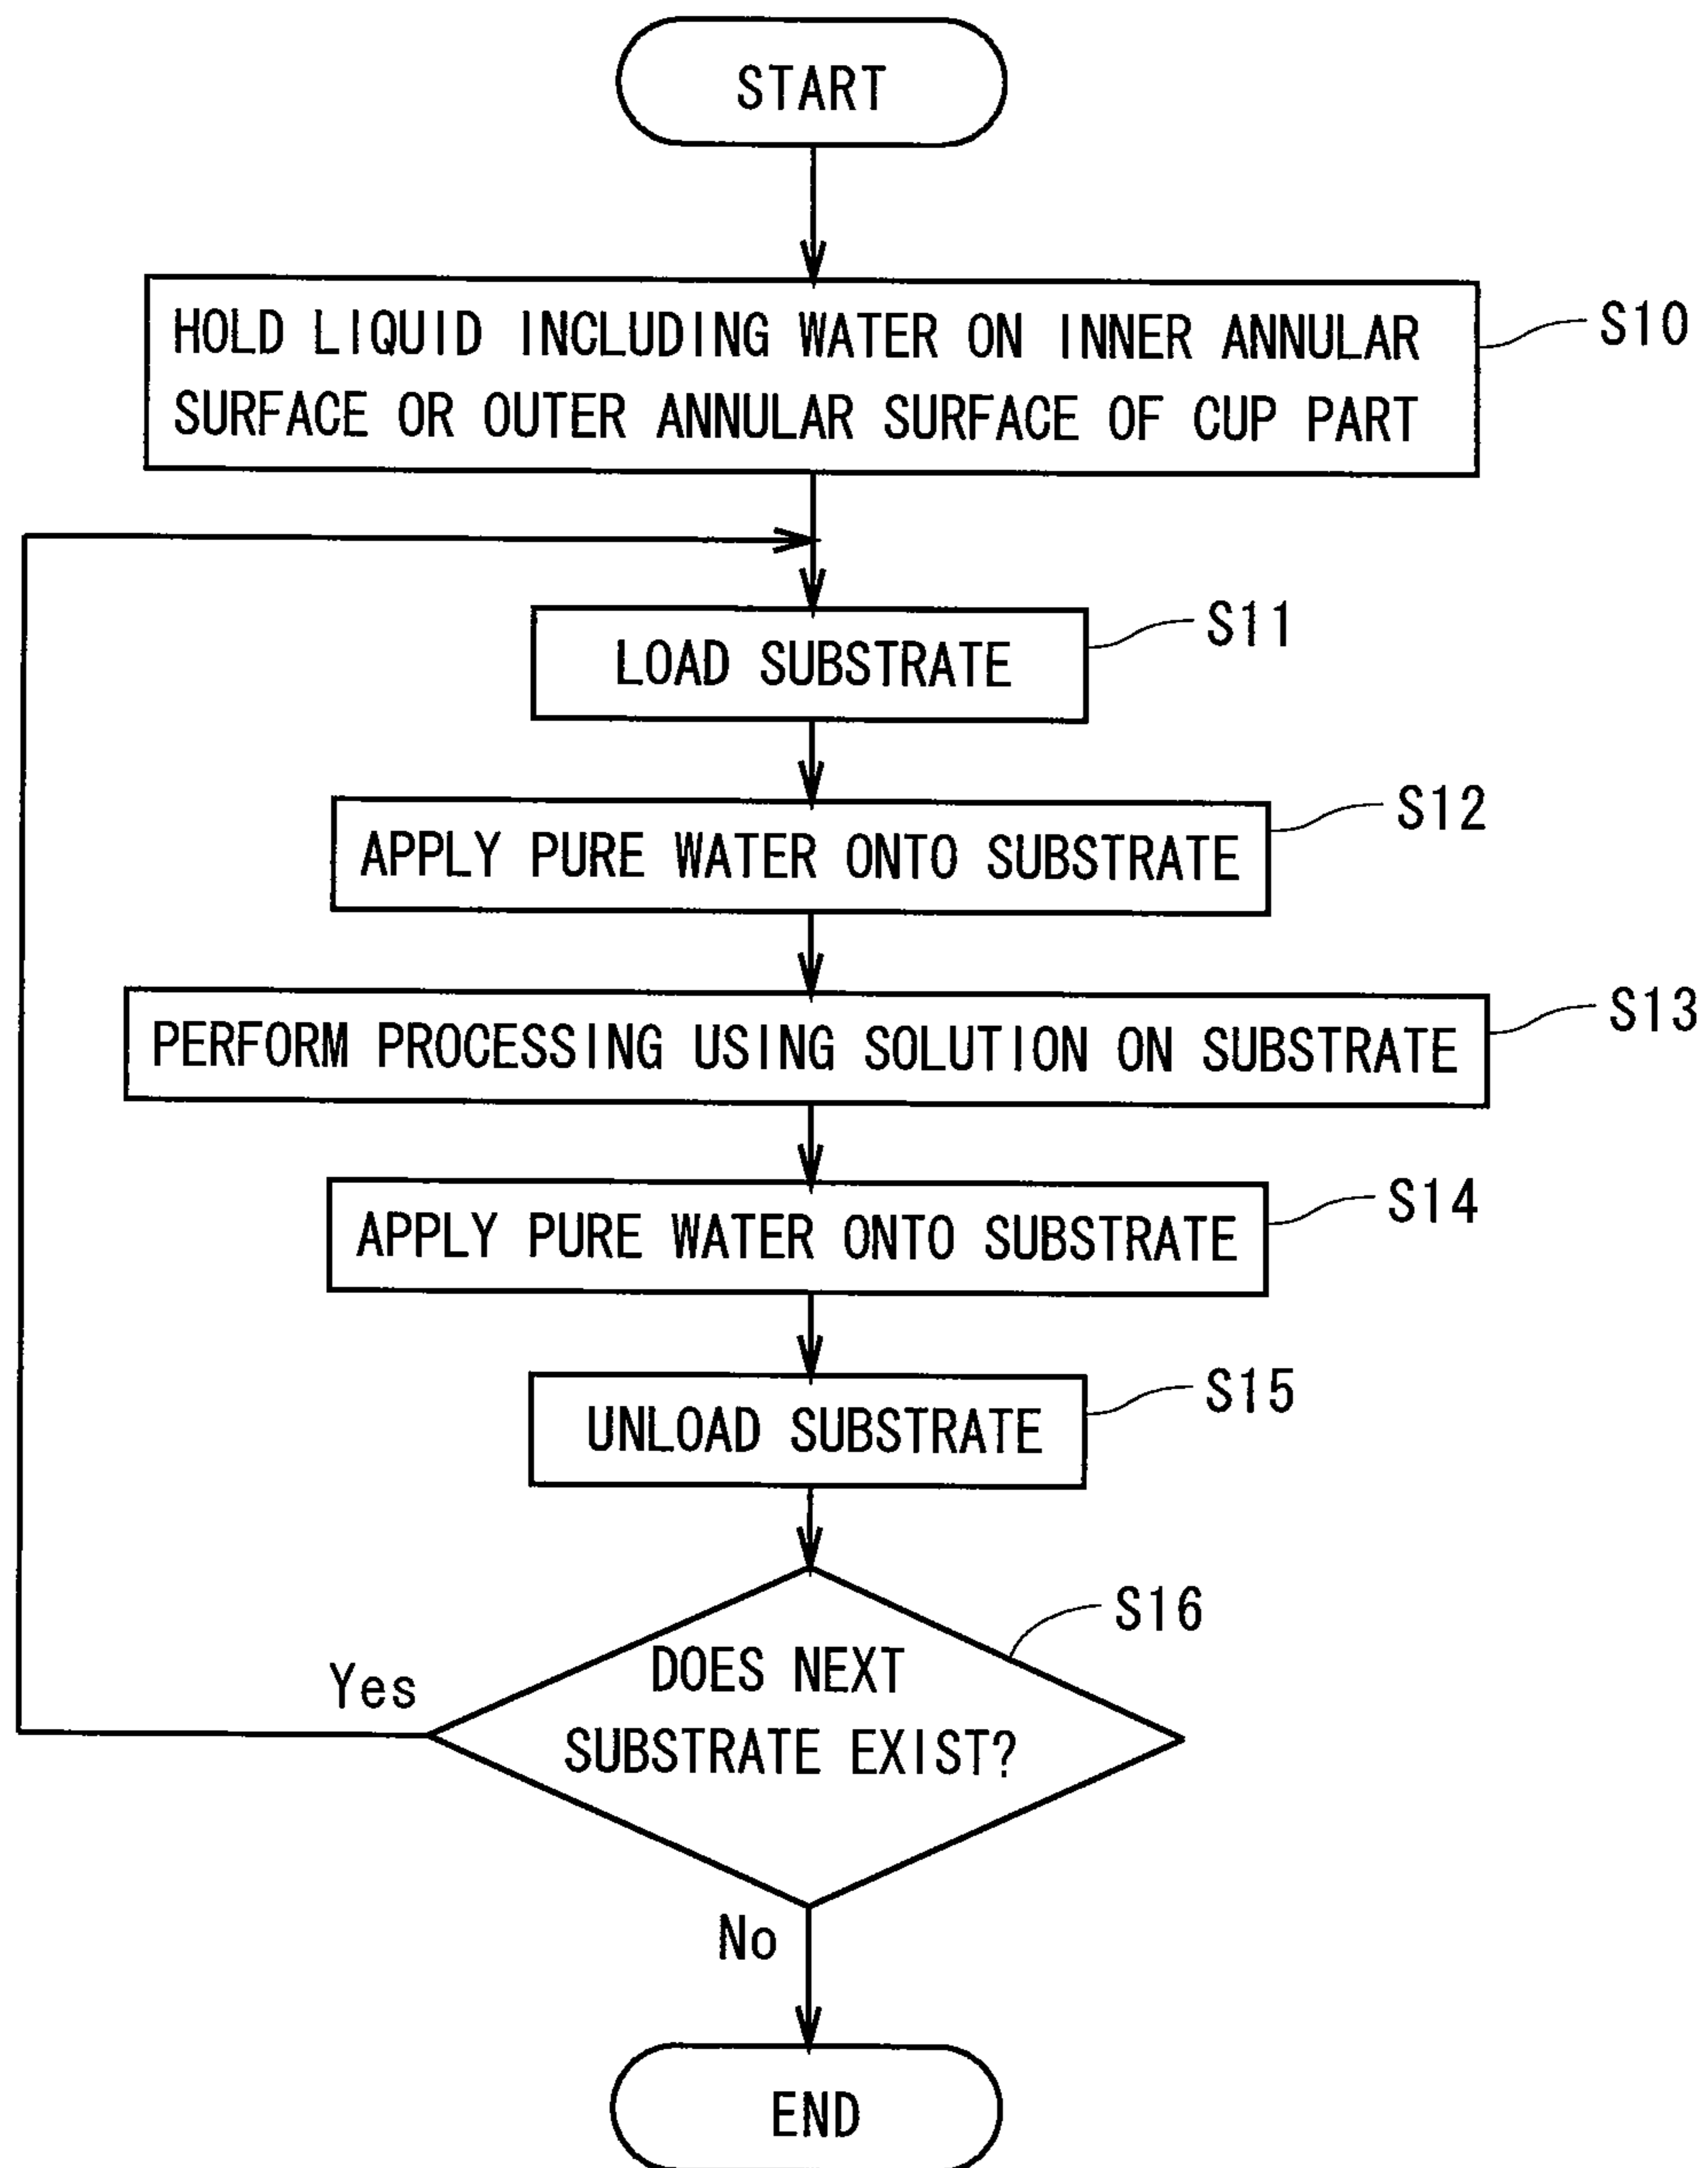 START
HOLD LIQUID INCLUDING WATER ON INNER ANNULAR
SURFACE OR OUTER ANNULAR SURFACE OF CUP PART
S10
LOAD SUBSTRATE
S11
APPLY PURE WATER ONTO SUBSTRATE
S12
PERFORM PROCESSING USING SOLUTION ON SUBSTRATE
S13
APPLY PURE WATER ONTO SUBSTRATE
S14
UNLOAD SUBSTRATE
S15
DOES NEXT
SUBSTRATE EXIST?
S16
Yes
No
END